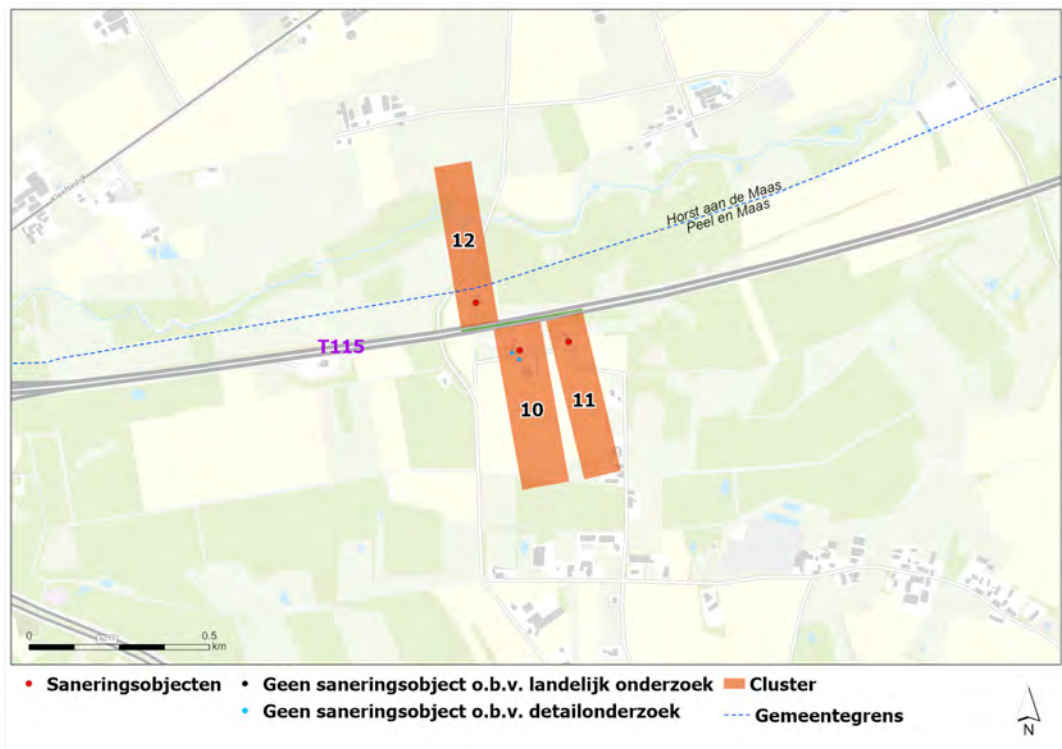 Kleefsedijk
12
Horst aan de Maas
Peel en Maas
T115
10
11
0 0.5
km
Saneringsobjecten
Geen saneringsobject o.b.v. landelijk onderzoek
Cluster
Geen saneringsobject o.b.v. detailonderzoek
Gemeentegrens
N